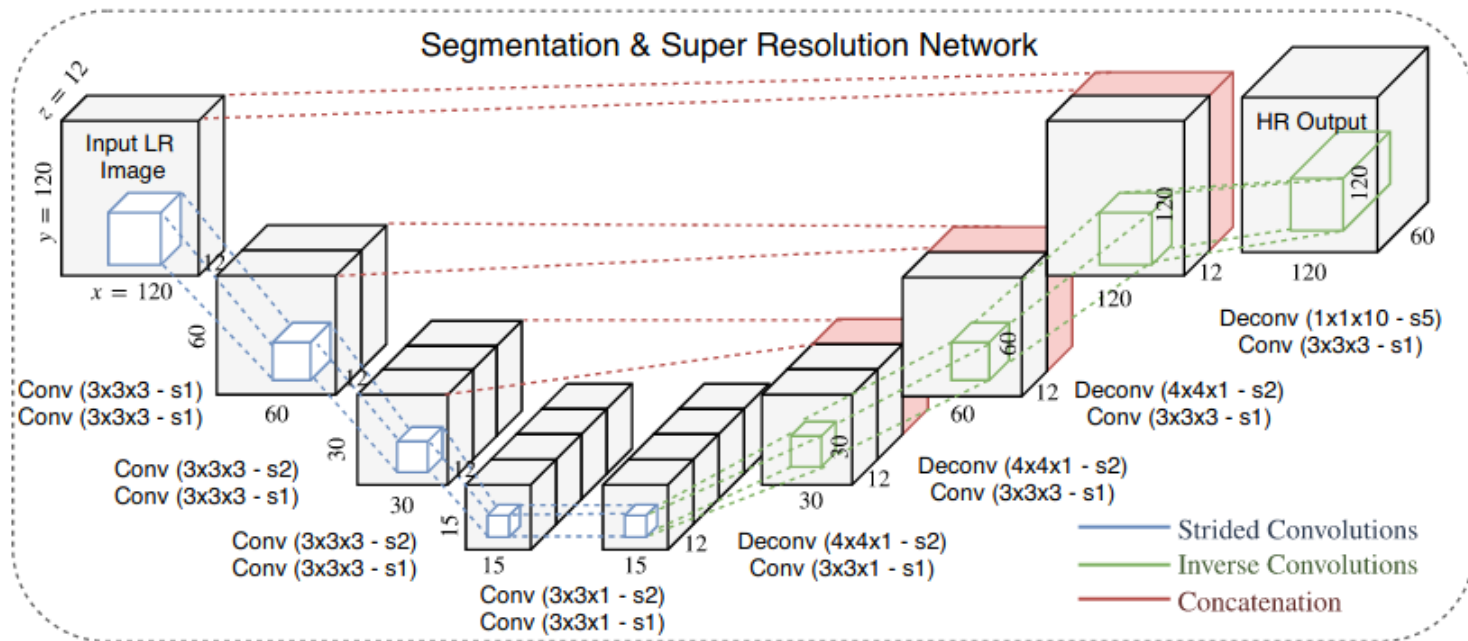 Segmentation & Super Resolution Network
z = 12
Input LR
Image
y = 120
x = 120
12
60
60
12
30
30
12
15
15
15
12
30
30
12
60
60
12
120
120
12
HR Output
120
120
60
Conv (3x3x3 - s1)
Conv (3x3x3 - s1)
Conv (3x3x3 - s2)
Conv (3x3x3 - s1)
Conv (3x3x3 - s2)
Conv (3x3x3 - s1)
Conv (3x3x1 - s2)
Conv (3x3x1 - s1)
Deconv (4x4x1 - s2)
Conv (3x3x1 - s1)
Deconv (4x4x1 - s2)
Conv (3x3x3 - s1)
Deconv (4x4x1 - s2)
Conv (3x3x3 - s1)
Deconv (1x1x10 - s5)
Conv (3x3x3 - s1)
Strided Convolutions
Inverse Convolutions
Concatenation